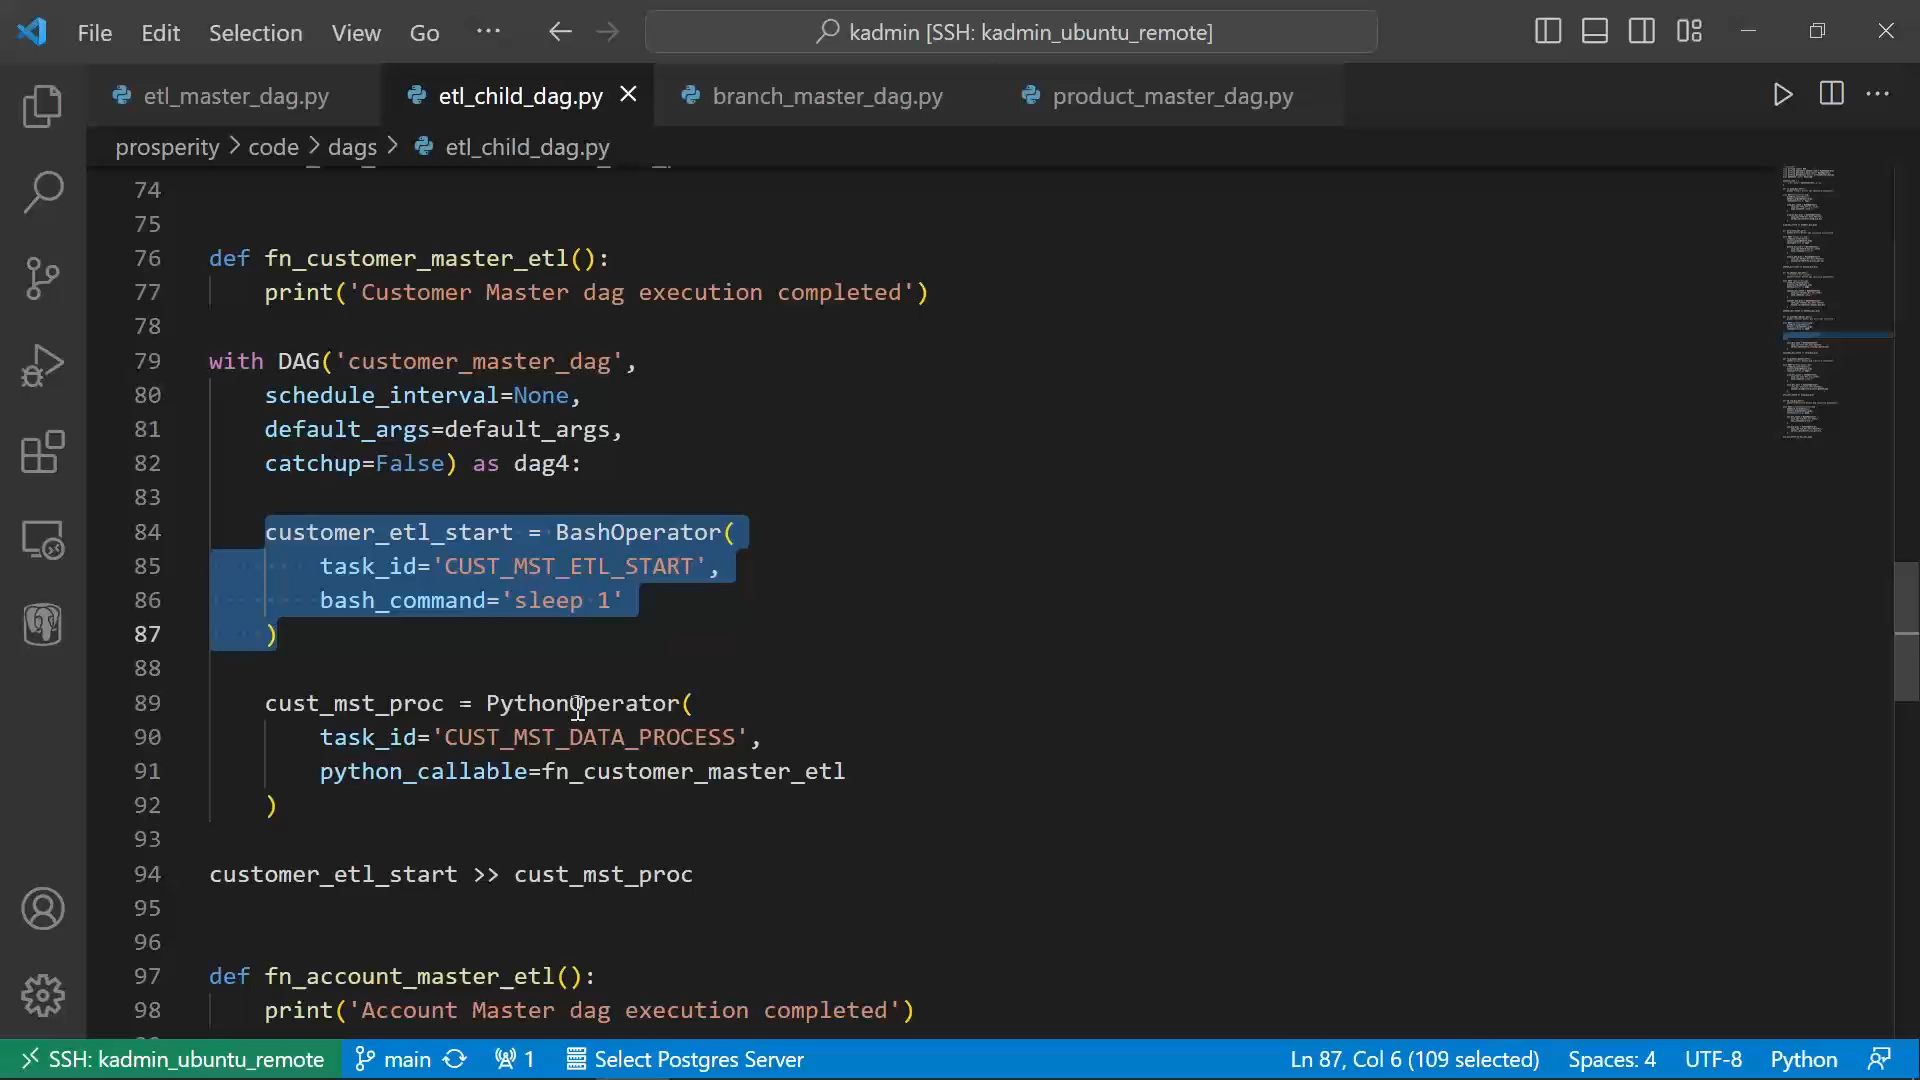 File Edit Selection View Go ··· kadmin [SSH: kadmin_ubuntu_remote]
etl_master_dag.py etl_child_dag.py branch_master_dag.py product_master_dag.py
prosperity > code > dags > etl_child_dag.py
74
75
76 def fn_customer_master_etl():
77 print('Customer Master dag execution completed')
78
79 with DAG('customer_master_dag',
80 schedule_interval=None,
81 default_args=default_args,
82 catchup=False) as dag4:
83
84 customer_etl_start = BashOperator(
85 task_id='CUST_MST_ETL_START',
86 bash_command='sleep 1'
87 )
88
89 cust_mst_proc = PythonOperator(
90 task_id='CUST_MST_DATA_PROCESS',
91 python_callable=fn_customer_master_etl
92 )
93
94 customer_etl_start >> cust_mst_proc
95
96
97 def fn_account_master_etl():
98 print('Account Master dag execution completed')
SSH: kadmin_ubuntu_remote main 1 Select Postgres Server Ln 87, Col 6 (109 selected) Spaces: 4 UTF-8 Python